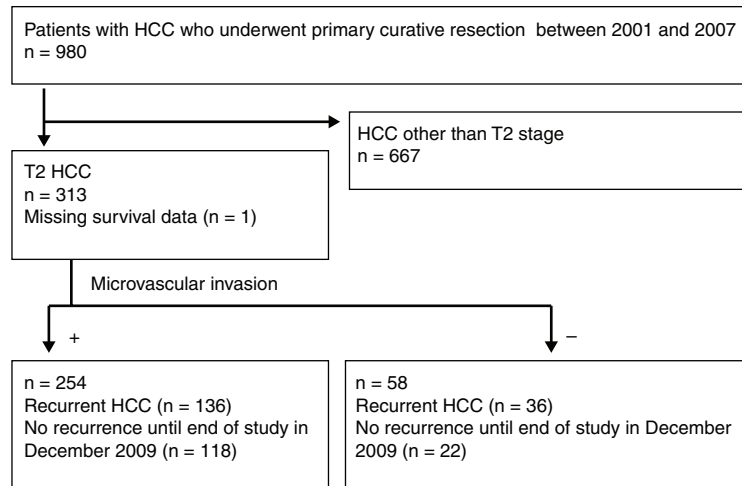 Patients with HCC who underwent primary curative resection between 2001 and 2007
n = 980
HCC other than T2 stage
n = 667
T2 HCC
n = 313
Missing survival data (n = 1)
Microvascular invasion
+
−
n = 254
Recurrent HCC (n = 136)
No recurrence until end of study in
December 2009 (n = 118)
n = 58
Recurrent HCC (n = 36)
No recurrence until end of study in December
2009 (n = 22)